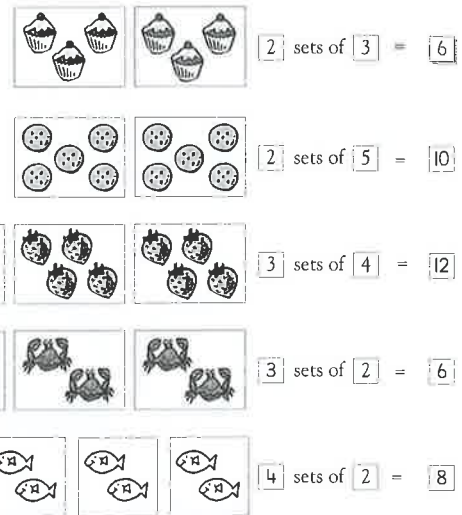 2 sets of 3 = 6
2 sets of 5 = 10
3 sets of 4 = 12
3 sets of 2 = 6
4 sets of 2 = 8